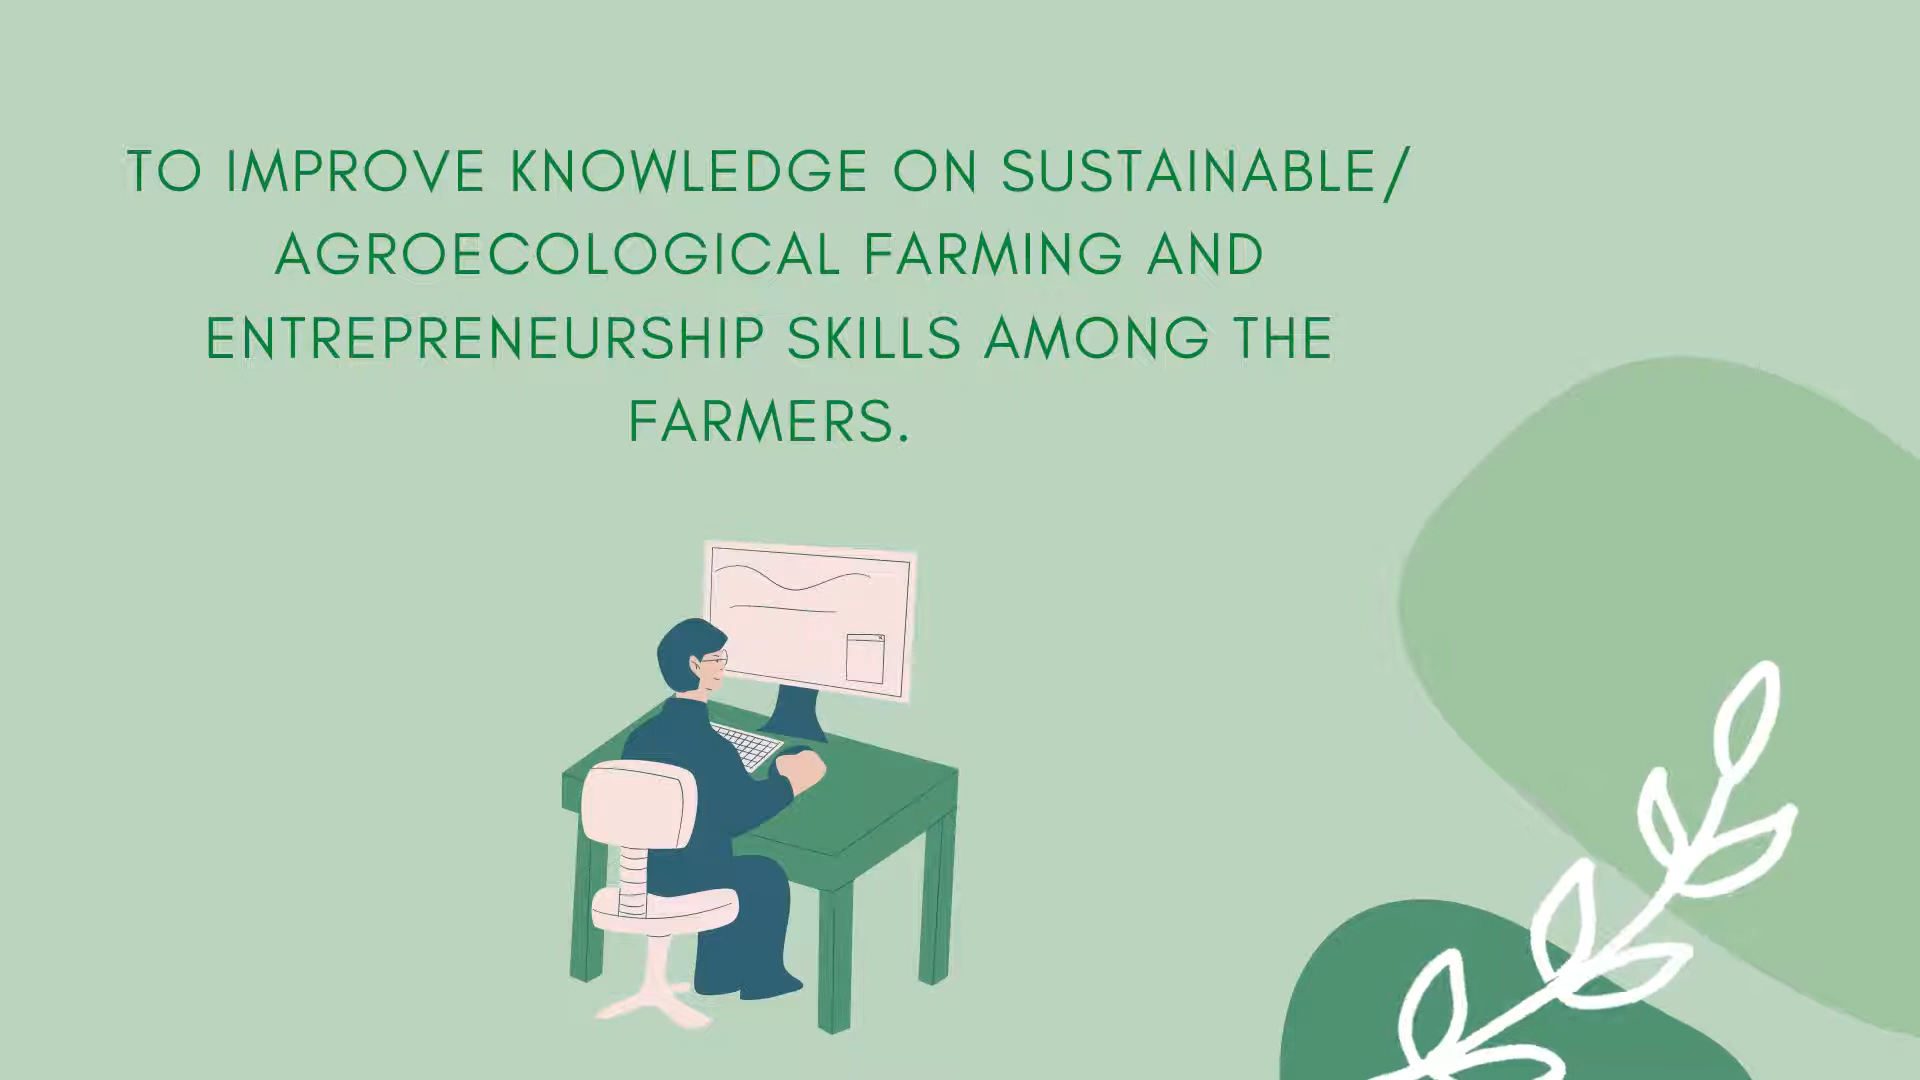 TO IMPROVE KNOWLEDGE ON SUSTAINABLE/
AGROECOLOGICAL FARMING AND
ENTREPRENEURSHIP SKILLS AMONG THE
FARMERS.